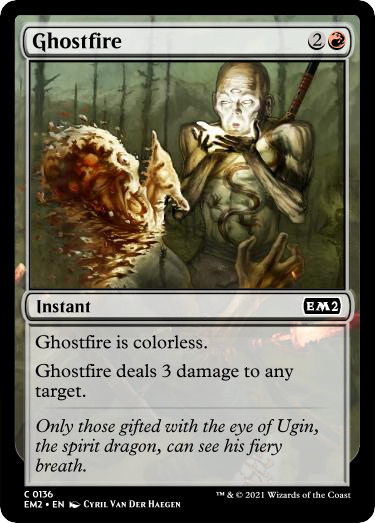 Ghostfire 2
Instant EM2
Ghostfire is colorless.
Ghostfire deals 3 damage to any
target.
Only those gifted with the eye of Ugin,
the spirit dragon, can see his fiery
breath.
C 0136
EM2 • EN Cyril Van Der Haegen ™ & © 2021 Wizards of the Coast